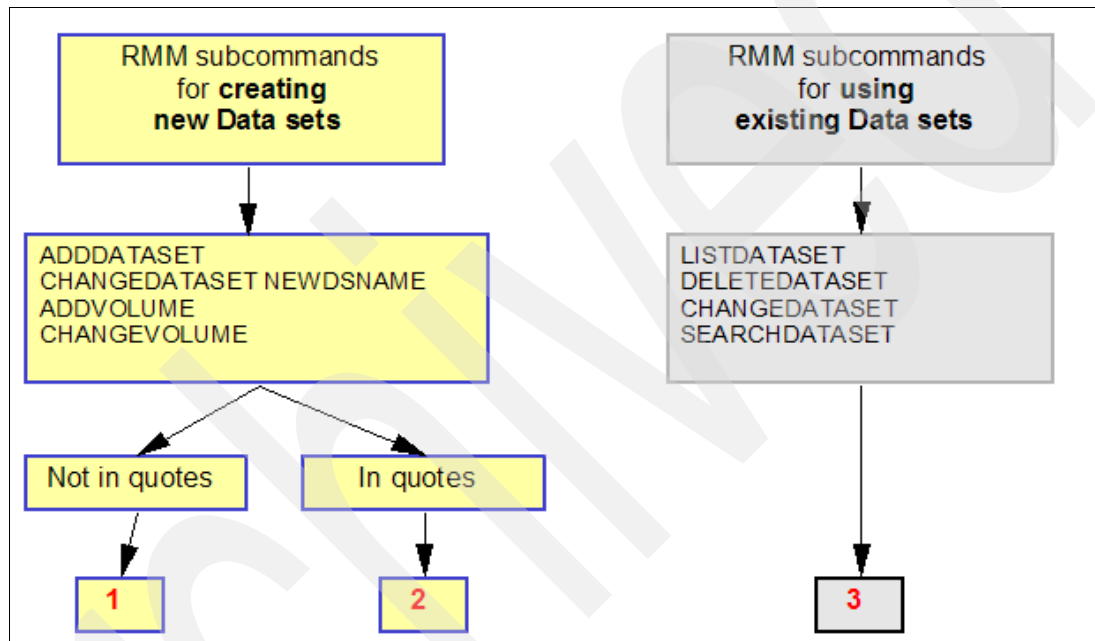 RMM subcommands
for creating
new Data sets
RMM subcommands
for using
existing Data sets
ADDDATASET
CHANGEDATASET NEWDSNAME
ADDVOLUME
CHANGEVOLUME
LISTDATASET
DELETEDATASET
CHANGEDATASET
SEARCHDATASET
Not in quotes
In quotes
1
2
3